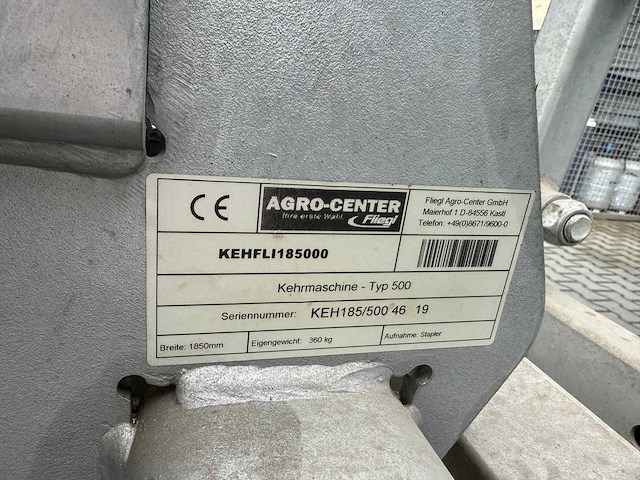 CE
AGRO-CENTER
Ihre erste Wahl
Fliegl
Fliegl Agro-Center GmbH
Maierhof 1 D-84556 Kastl
Telefon: +49(0)8671/9600-0
KEHFLI185000
Kehrmaschine - Typ 500
Seriennummer: KEH185/500 46 19
Breite: 1850mm
Eigengewicht: 360 kg
Aufnahme: Stapler